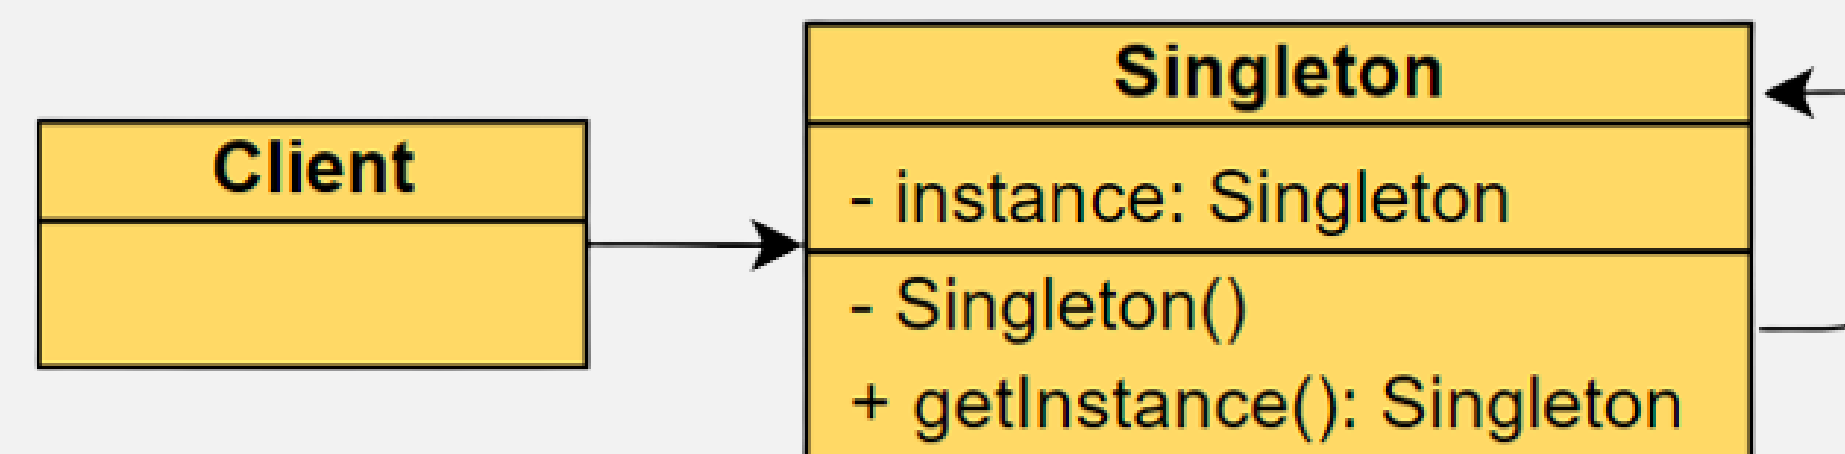 Client
Singleton
- instance: Singleton
- Singleton()
+ getInstance(): Singleton